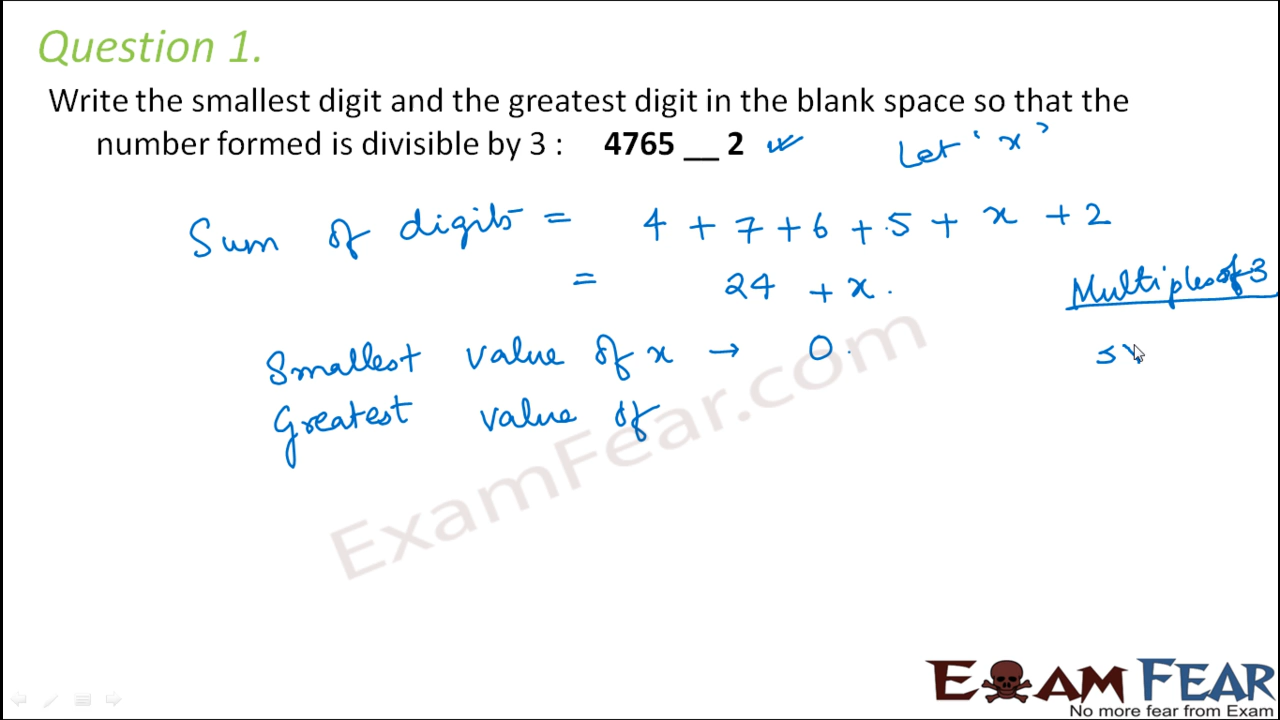 Question 1.
Write the smallest digit and the greatest digit in the blank space so that the
number formed is divisible by 3 : 4765 __ 2
Let 'x'
Sum of digits = 4 + 7 + 6 + 5 + x + 2
= 24 + x.
Multiples of 3
Smallest value of x → 0.
Greatest value of
ExamFear.com
EXAM FEAR
No more fear from Exam